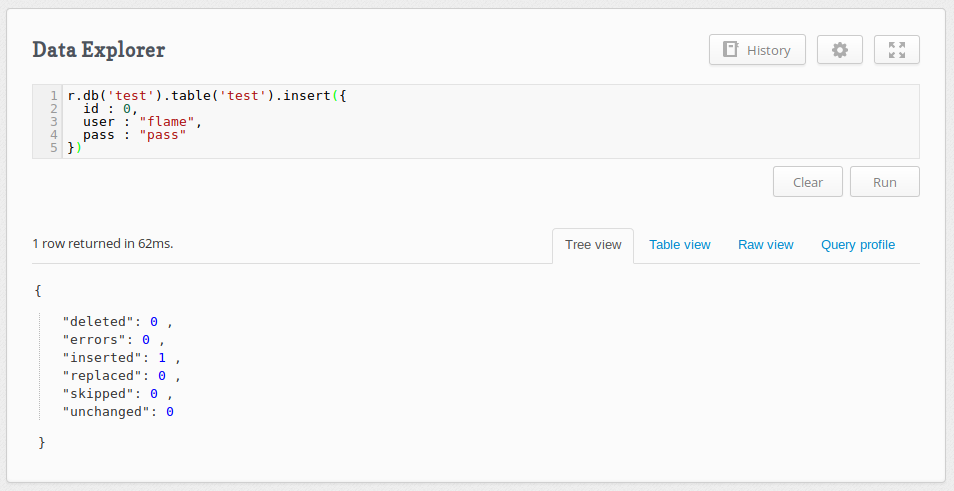 Data Explorer
History
1 r.db('test').table('test').insert({
2   id : 0,
3   user : "flame",
4   pass : "pass"
5 })
Clear Run
1 row returned in 62ms.
Tree view Table view Raw view Query profile
{
"deleted": 0 ,
"errors": 0 ,
"inserted": 1 ,
"replaced": 0 ,
"skipped": 0 ,
"unchanged": 0
}